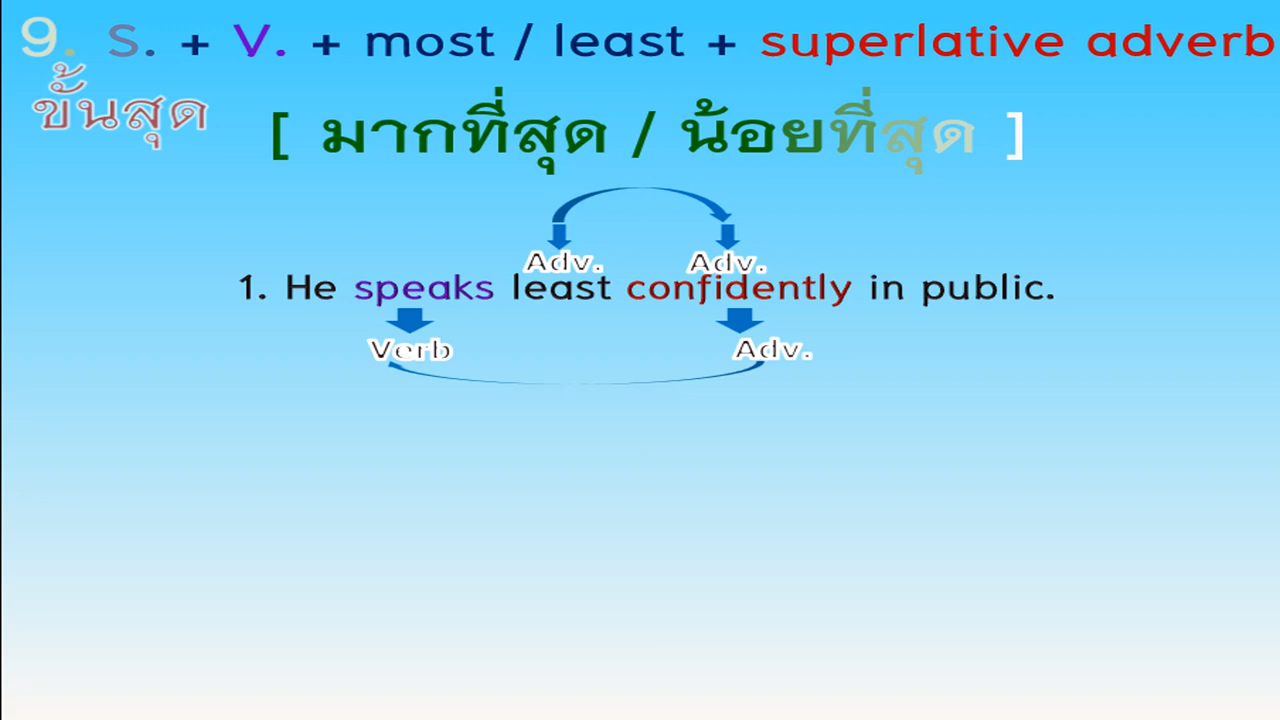 9. S. + V. + most / least + superlative adverb
ขั้นสุด
[ มากที่สุด / น้อยที่สุด ]
Adv. Adv.
1. He speaks least confidently in public.
Verb Adv.